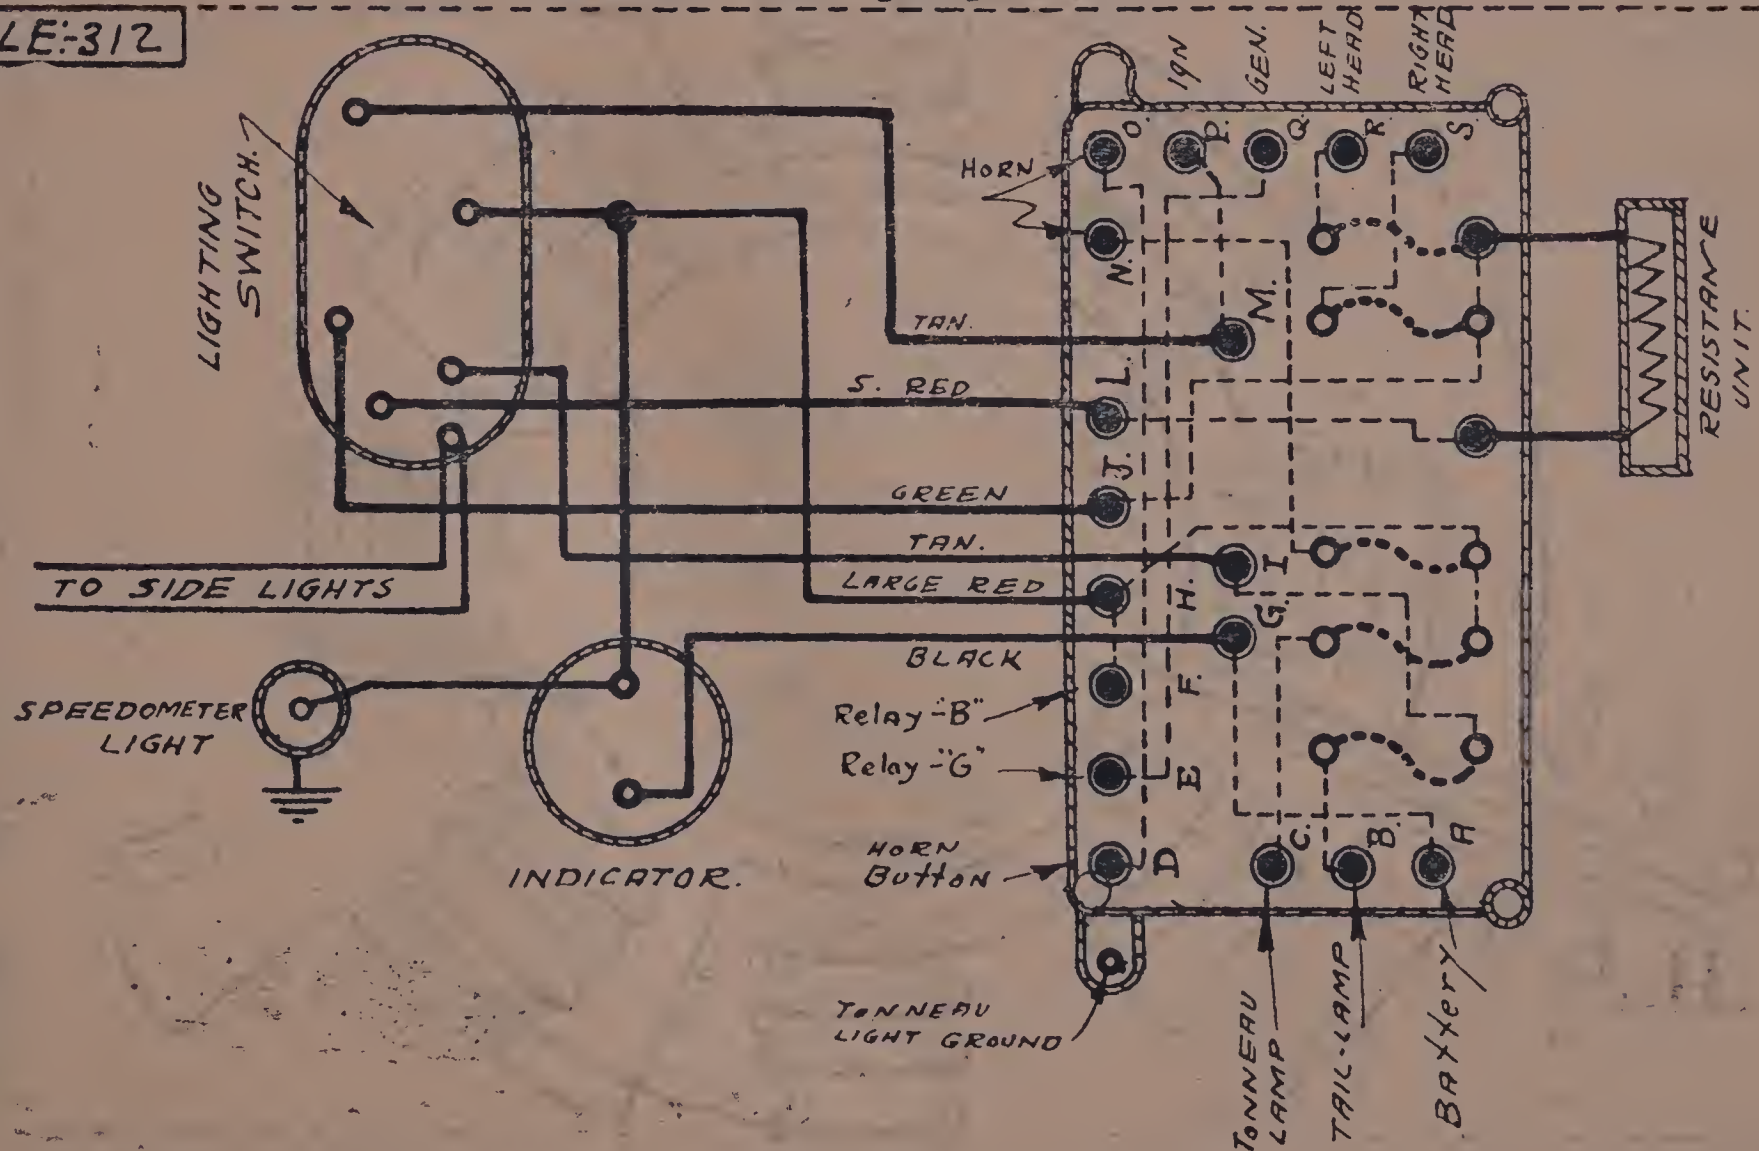 LE:-312
LIGHTING
SWITCH.
HORN
IGN
GEN.
LEFT
HEAD
RIGHT
HEAD
O.
P.
Q
R
S
N.
M.
TAN.
L.
S. RED
J.
GREEN
TAN.
I
LARGE RED
H.
G.
BLACK
F.
Relay-"B"
Relay-"G"
E
HORN
Button
D
C.
B.
A
RESISTANCE
UNIT.
TO SIDE LIGHTS
SPEEDOMETER
LIGHT
INDICATOR.
TONNEAU
LIGHT GROUND
TONNEAU
LAMP
TAIL-LAMP
BAttery